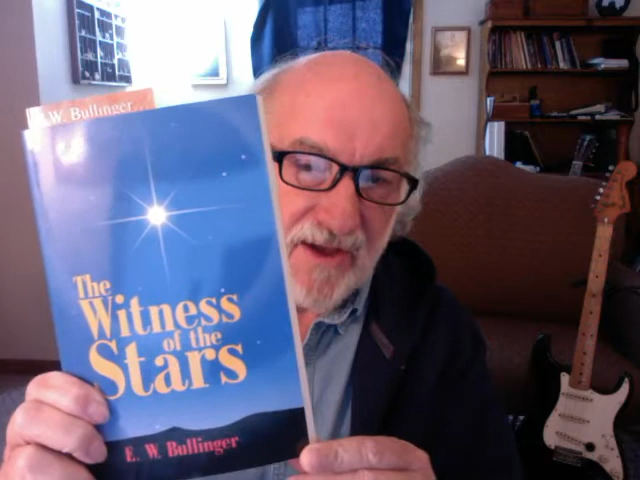 W. Bullinger
The
Witness
of the
Stars
E. W. Bullinger